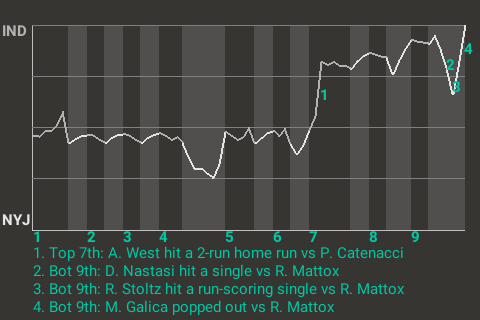 IND
1
2
3
4
NYJ
1 2 3 4 5 6 7 8 9
1. Top 7th: A. West hit a 2-run home run vs P. Catenacci
2. Bot 9th: D. Nastasi hit a single vs R. Mattox
3. Bot 9th: R. Stoltz hit a run-scoring single vs R. Mattox
4. Bot 9th: M. Galica popped out vs R. Mattox